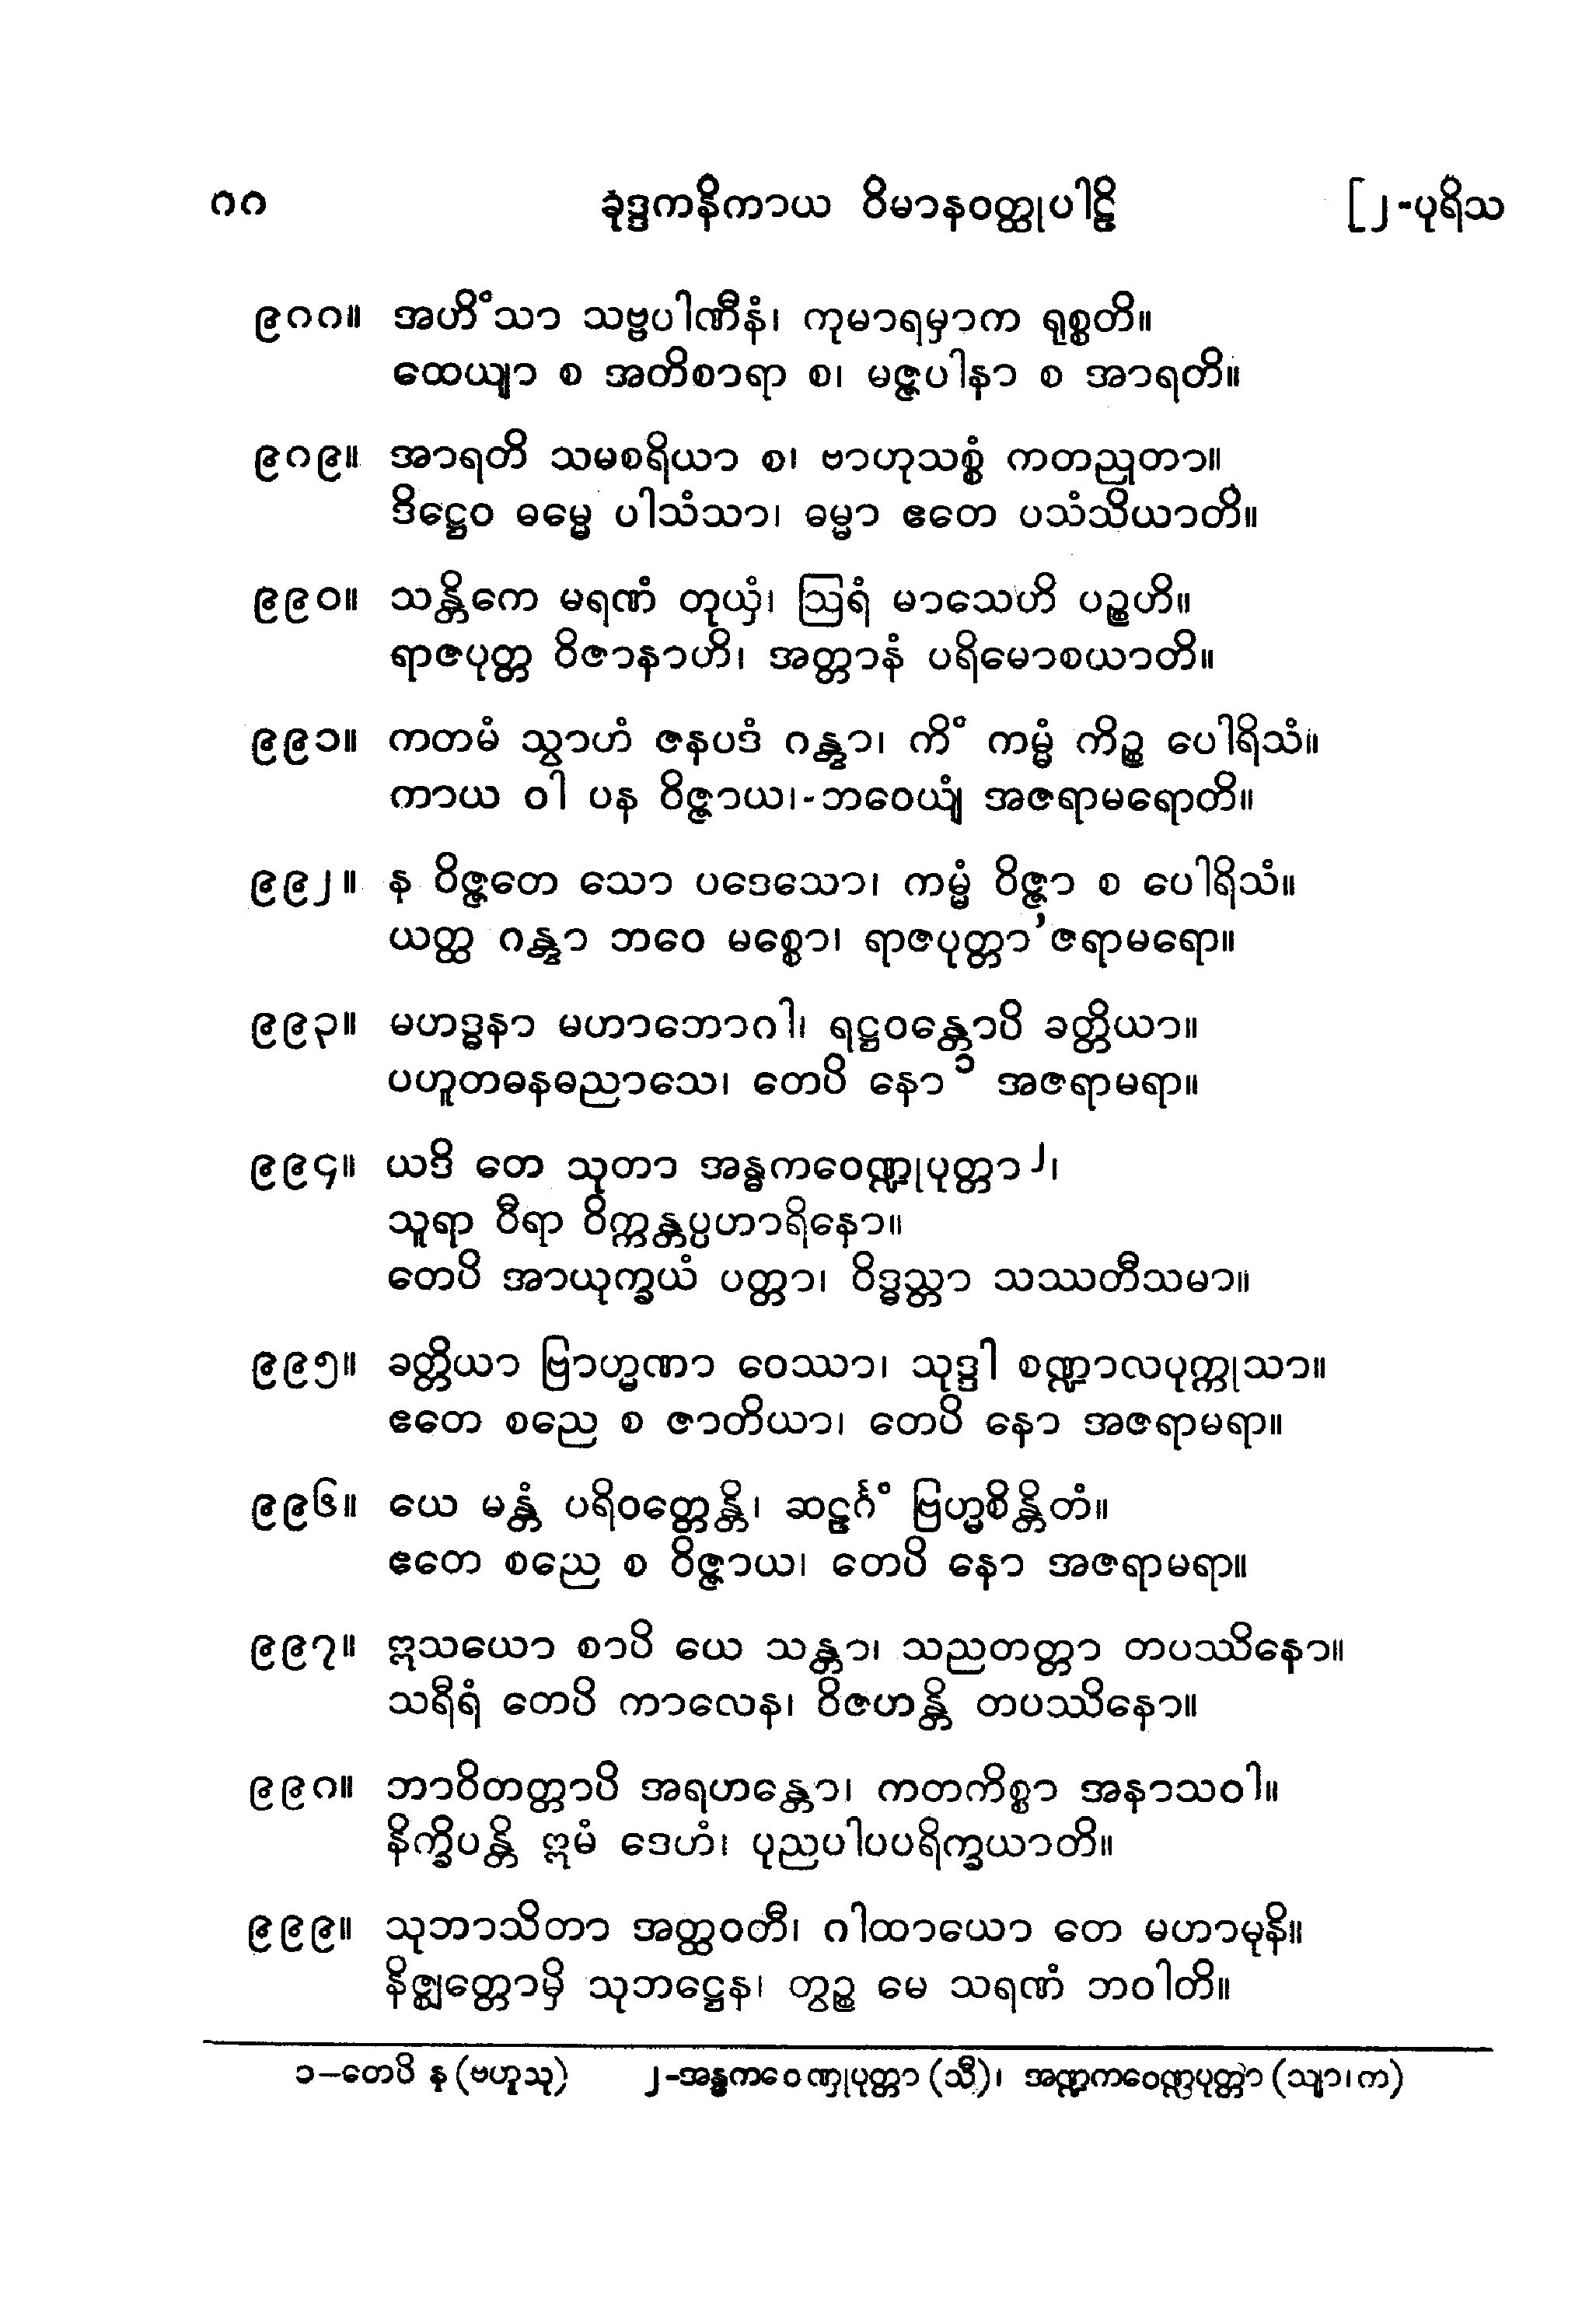 ၈၈ ခုဒ္ဒကနိကာယ ဝိမာနဝတ္ထုပါဠိ [၂-ပုရိသ
၉၈၈။ အဟိံသာ သဗ္ဗပါဏီနံ၊ ကုမာရမှာက ရုစ္စတိ။
ထေယျာ စ အတိစာရာ စ၊ မဇ္ဇပါနာ စ အာရတိ။
၉၈၉။ အာရတိ သမစရိယာ စ၊ ဗာဟုသစ္စံ ကတညုတာ။
ဒိဋ္ဌေဝ ဓမ္မေ ပါသံသာ၊ ဓမ္မာ ဧတေ ပသံသိယာတိ။
၉၉၀။ သန္တိကေ မရဏံ တုယှံ၊ ဩရံ မာသေဟိ ပဉ္စဟိ။
ရာဇပုတ္တ ဝိဇာနာဟိ၊ အတ္တာနံ ပရိမောစယာတိ။
၉၉၁။ ကတမံ သွာဟံ ဇနပဒံ ဂန္တွာ၊ ကိံ ကမ္မံ ကိဉ္စ ပေါရိသံ။
ကာယ ဝါ ပန ဝိဇ္ဇာယ၊-ဘဝေယျံ အဇရာမရောတိ။
၉၉၂။ န ဝိဇ္ဇတေ သော ပဒေသော၊ ကမ္မံ ဝိဇ္ဇာ စ ပေါရိသံ။
ယတ္ထ ဂန္တွာ ဘဝေ မစ္စော၊ ရာဇပုတ္တာ’ဇရာမရော။
၉၉၃။ မဟဒ္ဓနာ မဟာဘောဂါ၊ ရဋ္ဌဝန္တောပိ ခတ္တိယာ။
ပဟူတဓနဓညာသေ၊ တေပိ နော ၁ အဇရာမရာ။
၉၉၄။ ယဒိ တေ သုတာ အန္ဓကဝေဏ္ဍုပုတ္တာ ၂၊
သူရာ ဝီရာ ဝိက္ကန္တပ္ပဟာရိနော။
တေပိ အာယုက္ခယံ ပတ္တာ၊ ဝိဒ္ဓသ္တာ သဿတီသမာ။
၉၉၅။ ခတ္တိယာ ဗြာဟ္မဏာ ဝေဿာ၊ သုဒ္ဒါ စဏ္ဍာလပုက္ကုသာ။
ဧတေ စညေ စ ဇာတိယာ၊ တေပိ နော အဇရာမရာ။
၉၉၆။ ယေ မန္တံ ပရိဝတ္တေန္တိ၊ ဆဠင်္ဂံ ဗြဟ္မစိန္တိတံ။
ဧတေ စညေ စ ဝိဇ္ဇာယ၊ တေပိ နော အဇရာမရာ။
၉၉၇။ ဣသယော စာပိ ယေ သန္တာ၊ သညတတ္တာ တပဿိနော။
သရီရံ တေပိ ကာလေန၊ ဝိဇဟန္တိ တပဿိနော။
၉၉၈။ ဘာဝိတတ္တာပိ အရဟန္တော၊ ကတကိစ္စာ အနာသဝါ။
နိက္ခိပန္တိ ဣမံ ဒေဟံ၊ ပုညပါပပရိက္ခယာတိ။
၉၉၉။ သုဘာသိတာ အတ္ထဝတီ၊ ဂါထာယော တေ မဟာမုနိ။
နိဇ္ဈတ္တောမှိ သုဘဋ္ဌေန၊ တွဉ္စ မေ သရဏံ ဘဝါတိ။
၁–တေပိ န (ဗဟူသု) ၂-အန္ဓကဝေဏှုပုတ္တာ (သီ)၊ အဏ္ဍကဝေဏ္ဍပုတ္တာ (သျာ၊က)